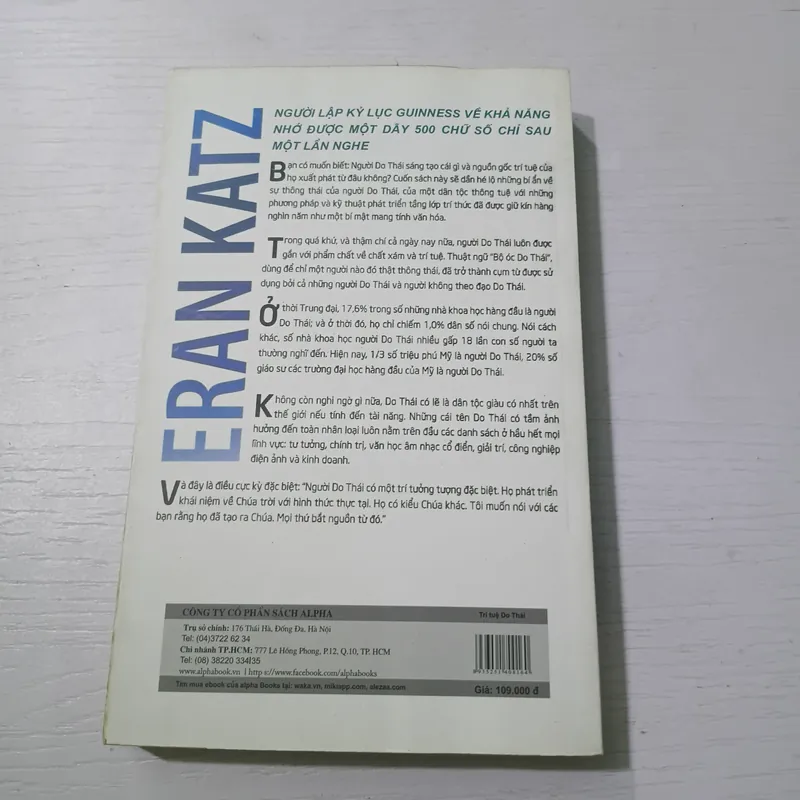 ERAN KATZ
NGƯỜI LẬP KỶ LỤC GUINNESS VỀ KHẢ NĂNG
NHỚ ĐƯỢC MỘT DÃY 500 CHỮ SỐ CHỈ SAU
MỘT LẦN NGHE
Bạn có muốn biết: Người Do Thái sáng tạo cái gì và nguồn gốc trí tuệ của
họ xuất phát từ đâu không? Cuốn sách này sẽ dần hé lộ những bí ẩn về
sự thông thái của người Do Thái, của một dân tộc thông tuệ với những
phương pháp và kỹ thuật phát triển tầng lớp trí thức đã được giữ kín hàng
nghìn năm như một bí mật mang tính văn hóa.
Trong quá khứ, và thậm chí cả ngày nay nữa, người Do Thái luôn được
gắn với phẩm chất về chất xám và trí tuệ. Thuật ngữ "Bộ óc Do Thái",
dùng để chỉ một người nào đó thật thông thái, đã trở thành cụm từ được sử
dụng bởi cả những người Do Thái và người không theo đạo Do Thái.
Ở thời Trung đại, 17,6% trong số những nhà khoa học hàng đầu là người
Do Thái; và ở thời đó, họ chỉ chiếm 1,0% dân số nói chung. Nói cách
khác, số nhà khoa học người Do Thái nhiều gấp 18 lần con số người ta
thường nghĩ đến. Hiện nay, 1/3 số triệu phú Mỹ là người Do Thái, 20% số
giáo sư các trường đại học hàng đầu của Mỹ là người Do Thái.
Không còn nghi ngờ gì nữa, Do Thái có lẽ là dân tộc giàu có nhất trên
thế giới nếu tính đến tài năng. Những cái tên Do Thái có tầm ảnh
hưởng đến toàn nhân loại luôn nằm trên đầu các danh sách ở hầu hết mọi
lĩnh vực: tư tưởng, chính trị, văn học âm nhạc cổ điển, giải trí, công nghiệp
điện ảnh và kinh doanh.
Và đây là điều cực kỳ đặc biệt: "Người Do Thái có một trí tưởng tượng đặc biệt. Họ phát triển
khái niệm về Chúa trời với hình thức thực tại. Họ có kiểu Chúa khác. Tôi muốn nói với các
bạn rằng họ đã tạo ra Chúa. Mọi thứ bắt nguồn từ đó."
CÔNG TY CỔ PHẦN SÁCH ALPHA
Trụ sở chính: 176 Thái Hà, Đống Đa, Hà Nội
Tel: (04)3722 62 34
Chi nhánh TP.HCM: 777 Lê Hồng Phong, P.12, Q.10, TP. HCM
Tel: (08) 38220 334|35
www.alphabook.vn | http s://www.facebook.com/alphabooks
Tìm mua ebook của alpha Books tại: waka.vn, mikiapp.com, alezaa.com
Trí tuệ Do Thái
Giá: 109.000 đ